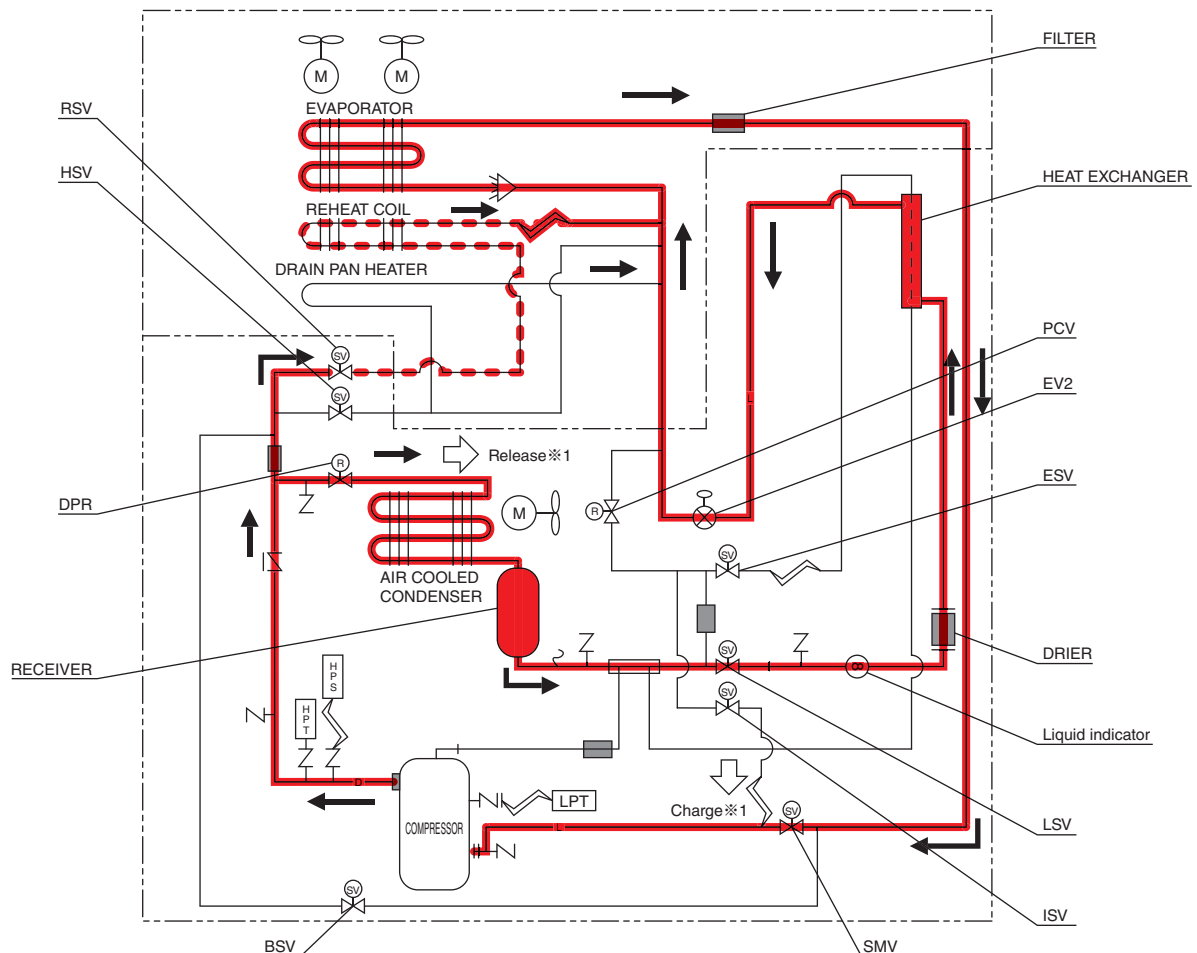 FILTER
M
M
RSV
EVAPORATOR
HSV
HEAT EXCHANGER
REHEAT COIL
DRAIN PAN HEATER
PCV
SV
EV2
L
SV
Release※1
R
ESV
DPR
M
R
SV
AIR COOLED
CONDENSER
DRIER
SV
RECEIVER
H
P
S
H
P
T
SV
Liquid indicator
D
LPT
Charge※1
SV
LSV
COMPRESSOR
SV
ISV
BSV
SMV